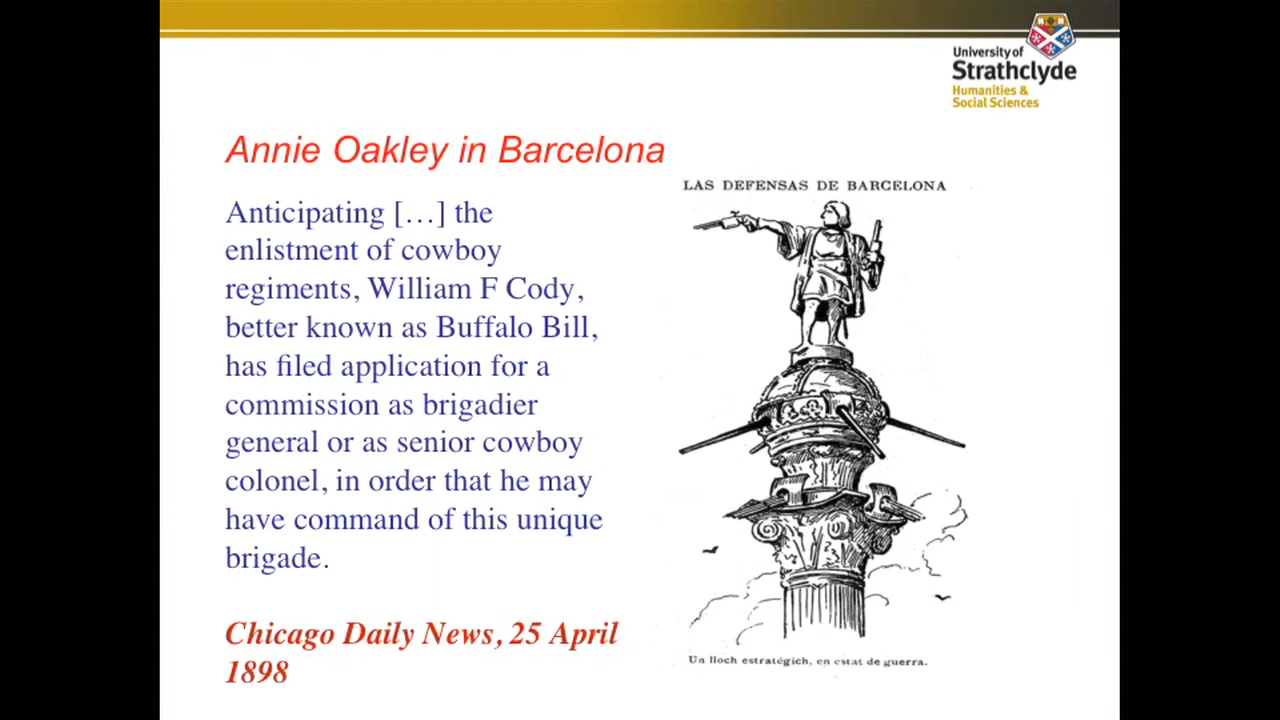 University of
Strathclyde
Humanities &
Social Sciences
Annie Oakley in Barcelona
Anticipating […] the
enlistment of cowboy
regiments, William F Cody,
better known as Buffalo Bill,
has filed application for a
commission as brigadier
general or as senior cowboy
colonel, in order that he may
have command of this unique
brigade.
Chicago Daily News, 25 April
1898
LAS DEFENSAS DE BARCELONA
Un lloch estratégich, en estat de guerra.